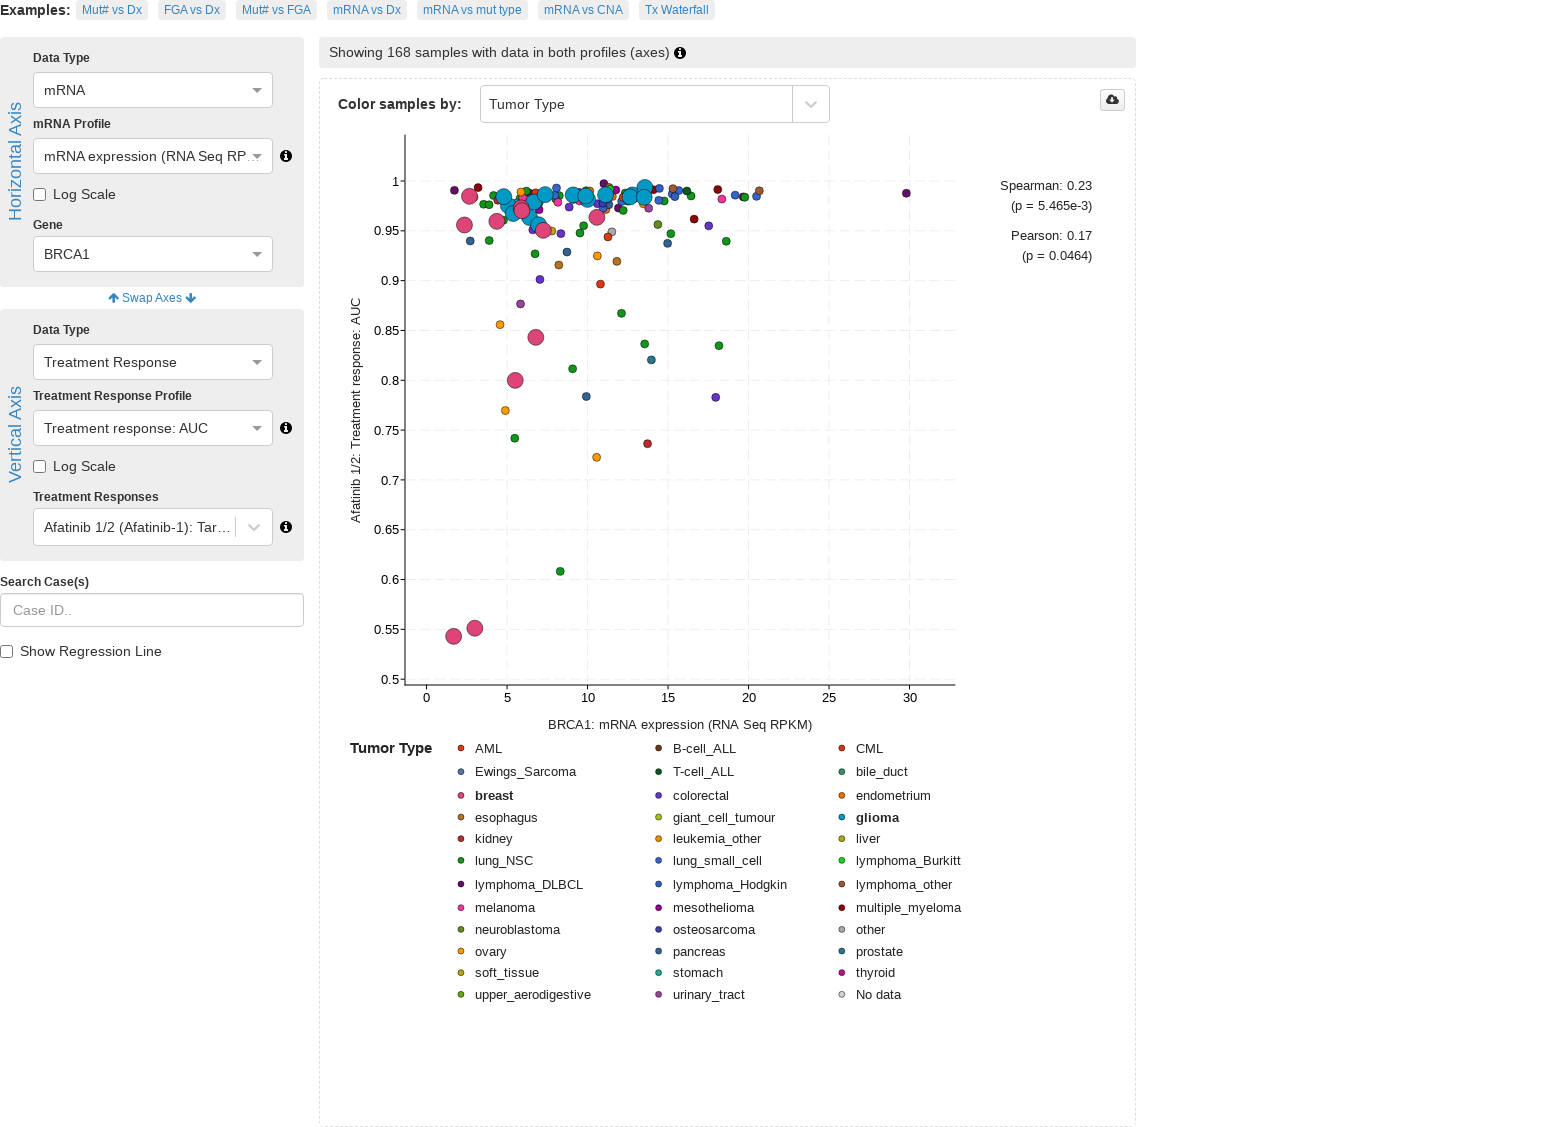 Examples: Mut# vs Dx FGA vs Dx Mut# vs FGA mRNA vs Dx mRNA vs mut type mRNA vs CNA Tx Waterfall
Horizontal Axis
Data Type
mRNA
mRNA Profile
mRNA expression (RNA Seq RP...
Log Scale
Gene
BRCA1
Swap Axes
Vertical Axis
Data Type
Treatment Response
Treatment Response Profile
Treatment response: AUC
Log Scale
Treatment Responses
Afatinib 1/2 (Afatinib-1): Tar...
Search Case(s)
Case ID..
Show Regression Line
Showing 168 samples with data in both profiles (axes)
Color samples by: Tumor Type
Afatinib 1/2: Treatment response: AUC
1
0.95
0.9
0.85
0.8
0.75
0.7
0.65
0.6
0.55
0.5
0 5 10 15 20 25 30
BRCA1: mRNA expression (RNA Seq RPKM)
Spearman: 0.23
(p = 5.465e-3)
Pearson: 0.17
(p = 0.0464)
Tumor Type AML B-cell_ALL CML
Ewings_Sarcoma T-cell_ALL bile_duct
breast colorectal endometrium
esophagus giant_cell_tumour glioma
kidney leukemia_other liver
lung_NSC lung_small_cell lymphoma_Burkitt
lymphoma_DLBCL lymphoma_Hodgkin lymphoma_other
melanoma mesothelioma multiple_myeloma
neuroblastoma osteosarcoma other
ovary pancreas prostate
soft_tissue stomach thyroid
upper_aerodigestive urinary_tract No data